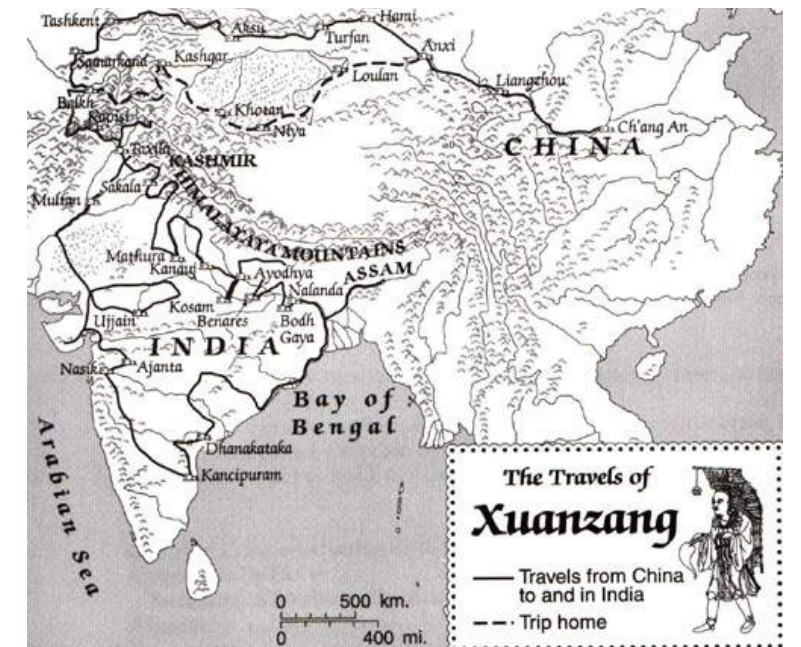 Tashkent
Aksu
Turfan
Hami
Samarkand
Kashgar
Loulan
Anxi
Liangzhou
Balkh
Kapisi
Khotan
Niya
Ch'ang An
CHINA
Taxila
KASHMIR
Sakala
Multan
HIMALAYAYA MOUNTAINS
ASSAM
Mathura
Kanauj
Ayodhya
Nalanda
Kosam
Benares
Bodh
Gaya
Ujjain
INDIA
Nasik
Ajanta
Bay of
Bengal
Arabian Sea
Dhanakataka
Kancipuram
The Travels of
Xuanzang
Travels from China
to and in India
Trip home
0 500 km.
0 400 mi.